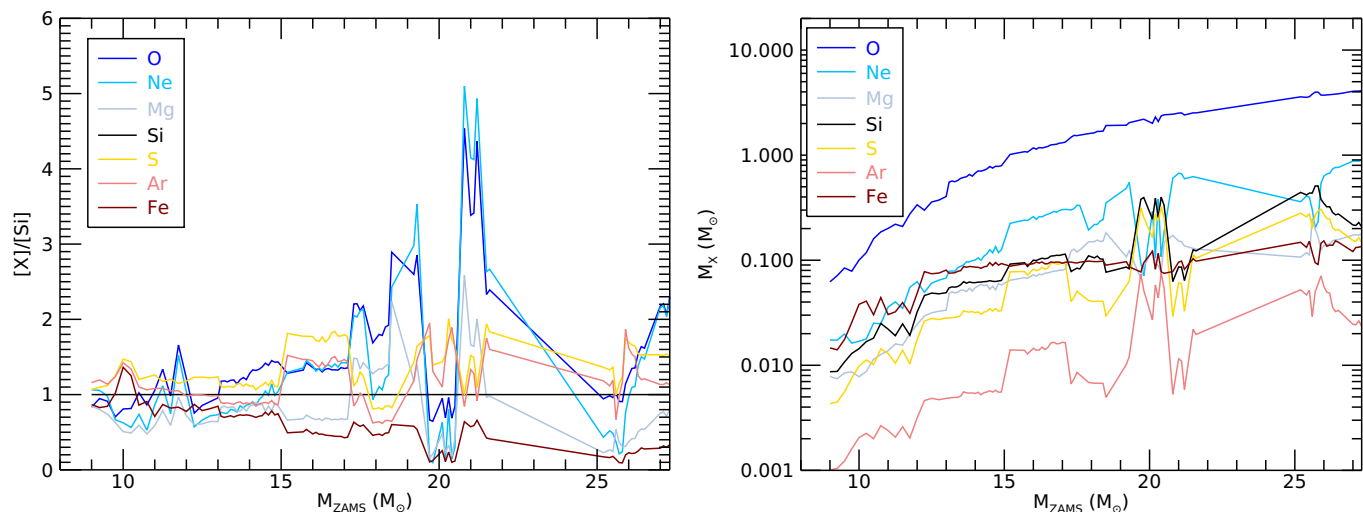 6
5
4
3
2
1
0
[X]/[Si]
O
Ne
Mg
Si
S
Ar
Fe
10
15
20
25
M_ZAMS (M_⊙)
10.000
1.000
0.100
0.010
0.001
M_X (M_⊙)
O
Ne
Mg
Si
S
Ar
Fe
10
15
20
25
M_ZAMS (M_⊙)